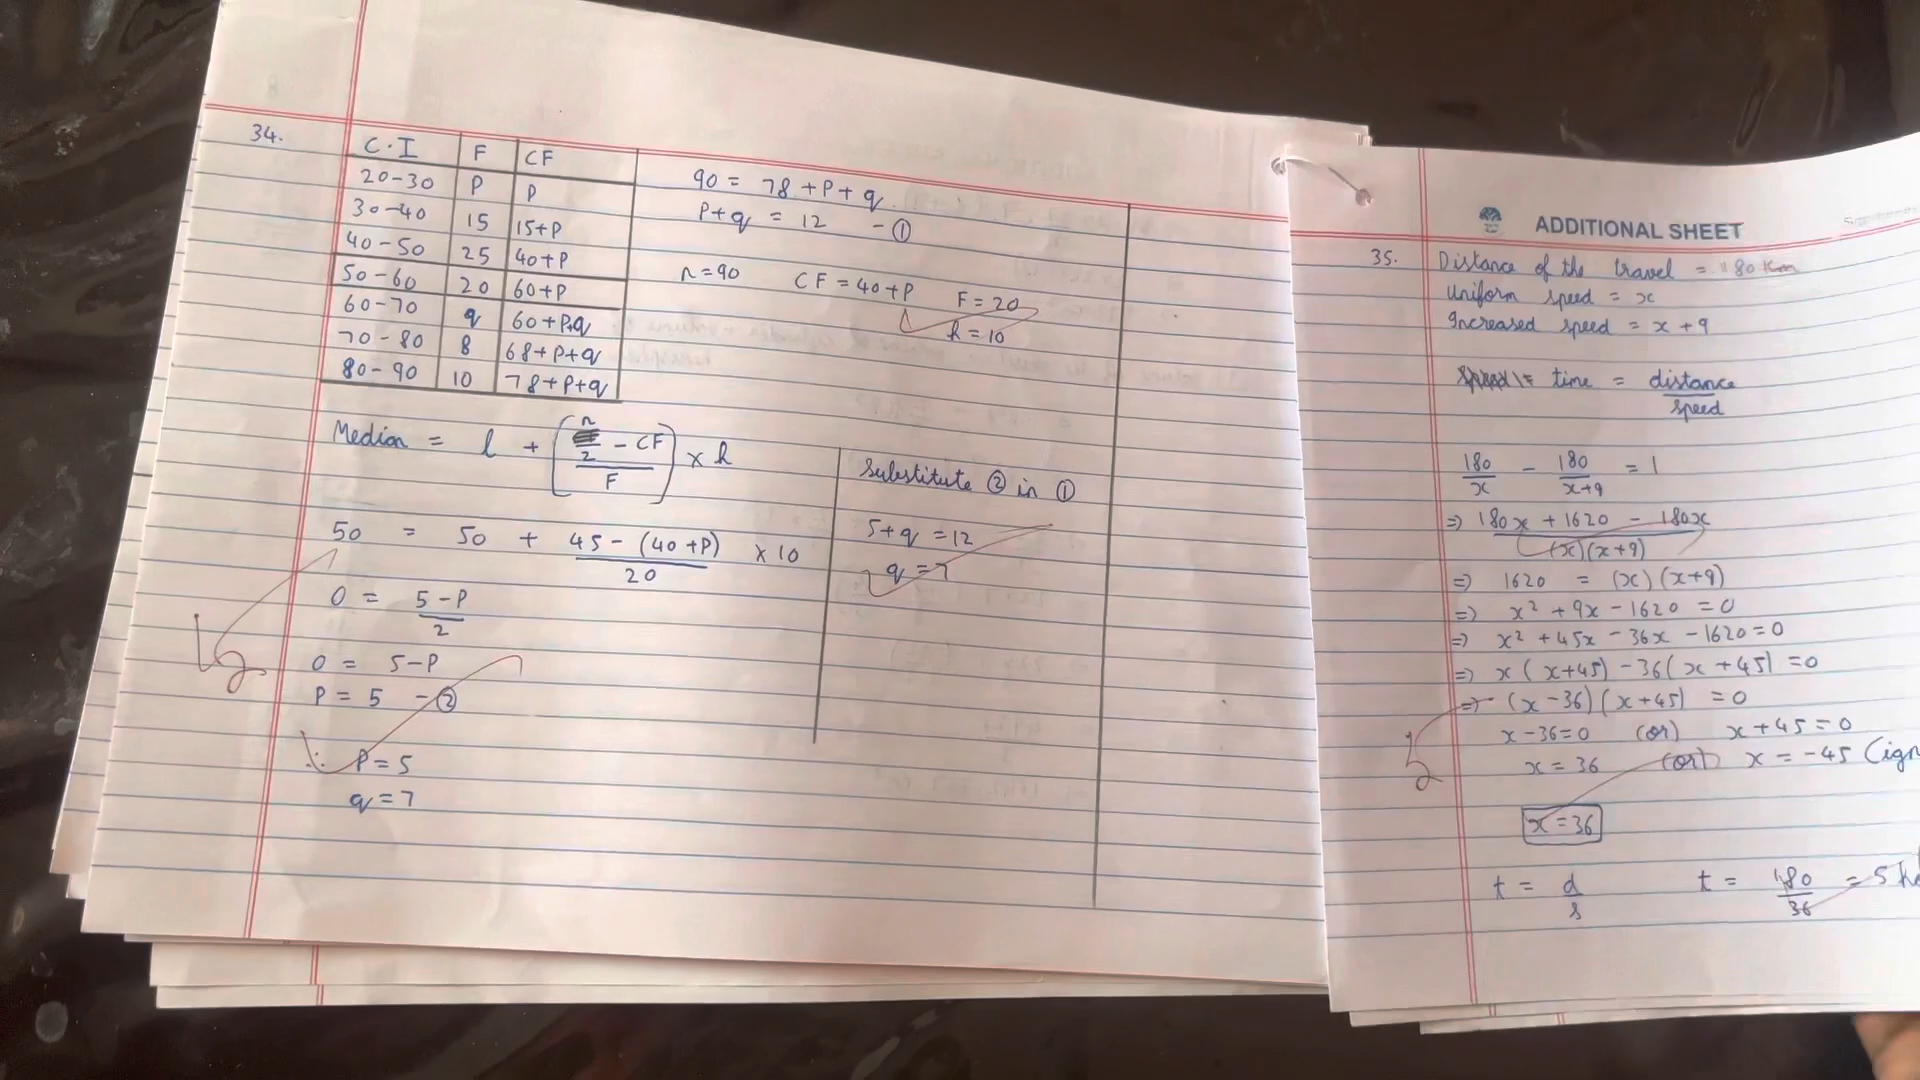 34.
C.I F CF
20-30 P P
30-40 15 15+P
40-50 25 40+P
50-60 20 60+P
60-70 q 60+P+q
70-80 8 68+P+q
80-90 10 78+P+q
90 = 78 + P + q
P+q = 12 - ①
n=90 CF = 40+P F = 20
h = 10
Median = l + [n/2 - CF / F] × h
50 = 50 + 45 - (40+P) / 20 × 10
0 = 5-P / 2
0 = 5-P
P = 5 - ②
∴ P = 5
q = 7
Substitute ② in ①
5+q = 12
q = 7
ADDITIONAL SHEET
35. Distance of the travel = 180 Km
Uniform speed = x
Increased speed = x + 9
time = distance / speed
180/x - 180/x+9 = 1
=> 180x + 1620 - 180x / (x)(x+9)
=> 1620 = (x)(x+9)
=> x² + 9x - 1620 = 0
=> x² + 45x - 36x - 1620 = 0
=> x(x+45) - 36(x+45) = 0
=> (x-36)(x+45) = 0
x-36=0 (or) x+45=0
x = 36 (or) x = -45 (ign
x = 36
t = d/s t = 180/36 = 5
5